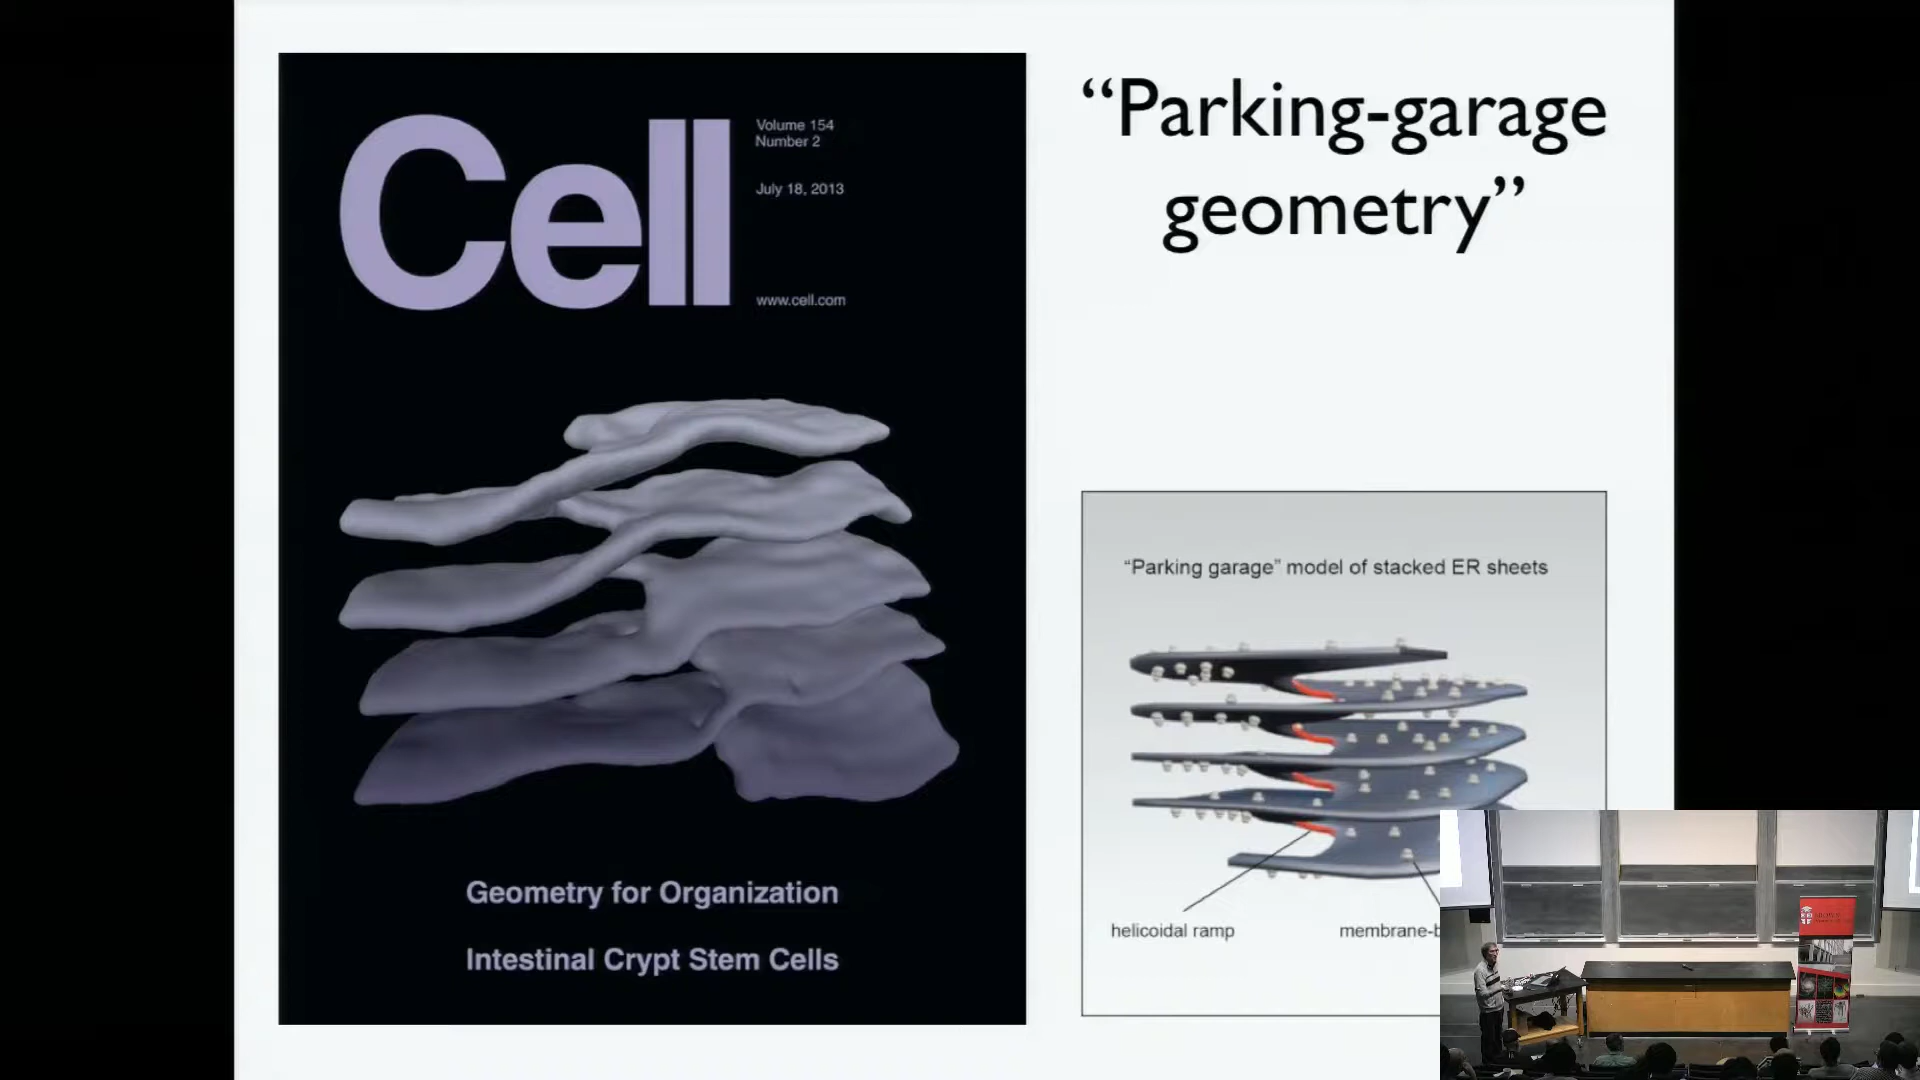 Cell
Volume 154
Number 2
July 18, 2013
www.cell.com
Geometry for Organization
Intestinal Crypt Stem Cells
“Parking-garage
geometry”
“Parking garage” model of stacked ER sheets
helicoidal ramp
membrane-b